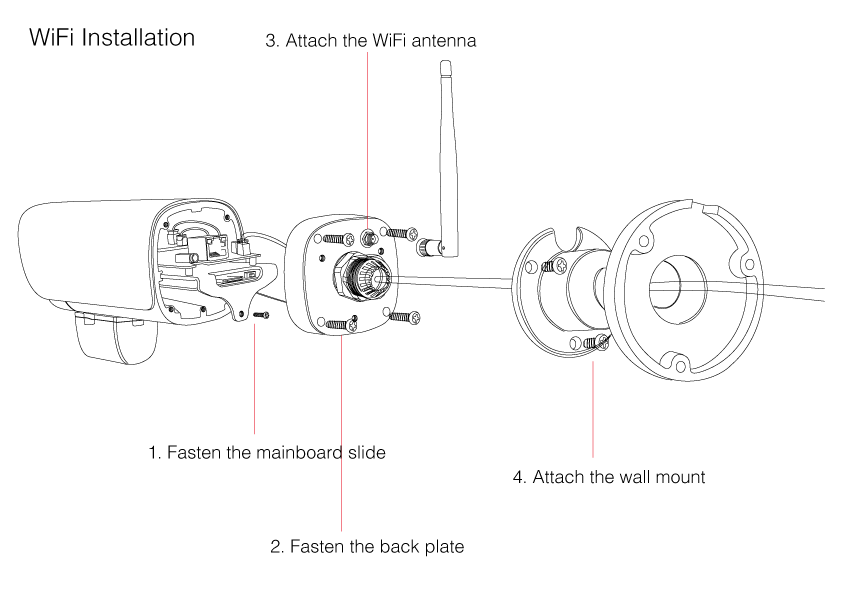 WiFi Installation
3. Attach the WiFi antenna
1. Fasten the mainboard slide
4. Attach the wall mount
2. Fasten the back plate